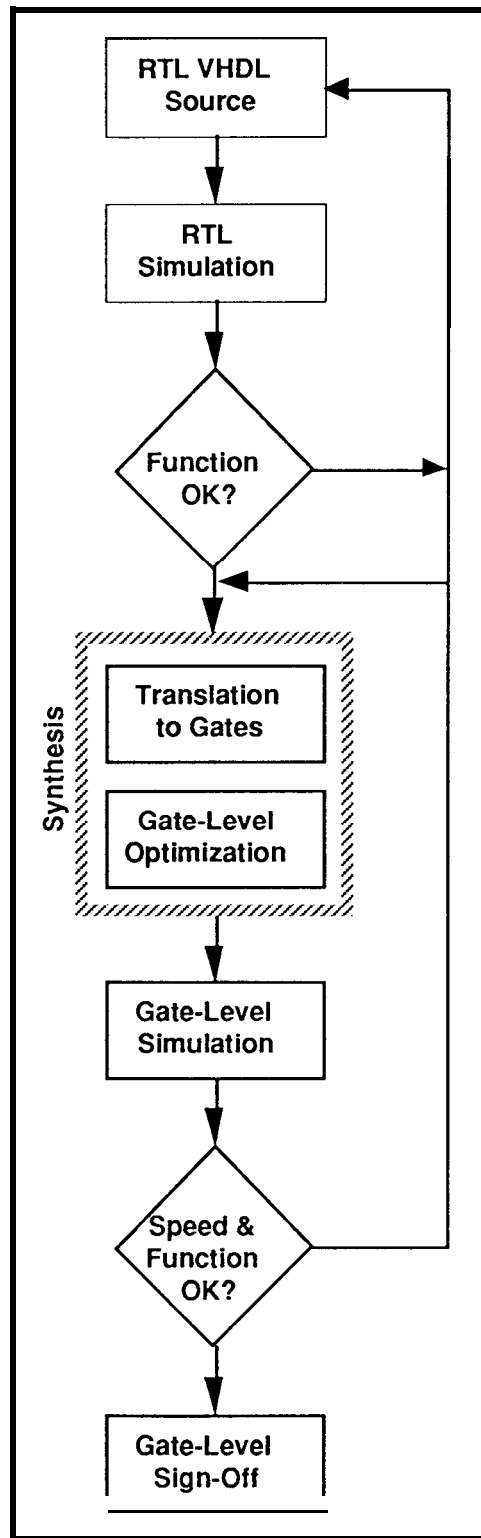 RTL VHDL
Source
RTL
Simulation
Function
OK?
Synthesis
Translation
to Gates
Gate-Level
Optimization
Gate-Level
Simulation
Speed &
Function
OK?
Gate-Level
Sign-Off